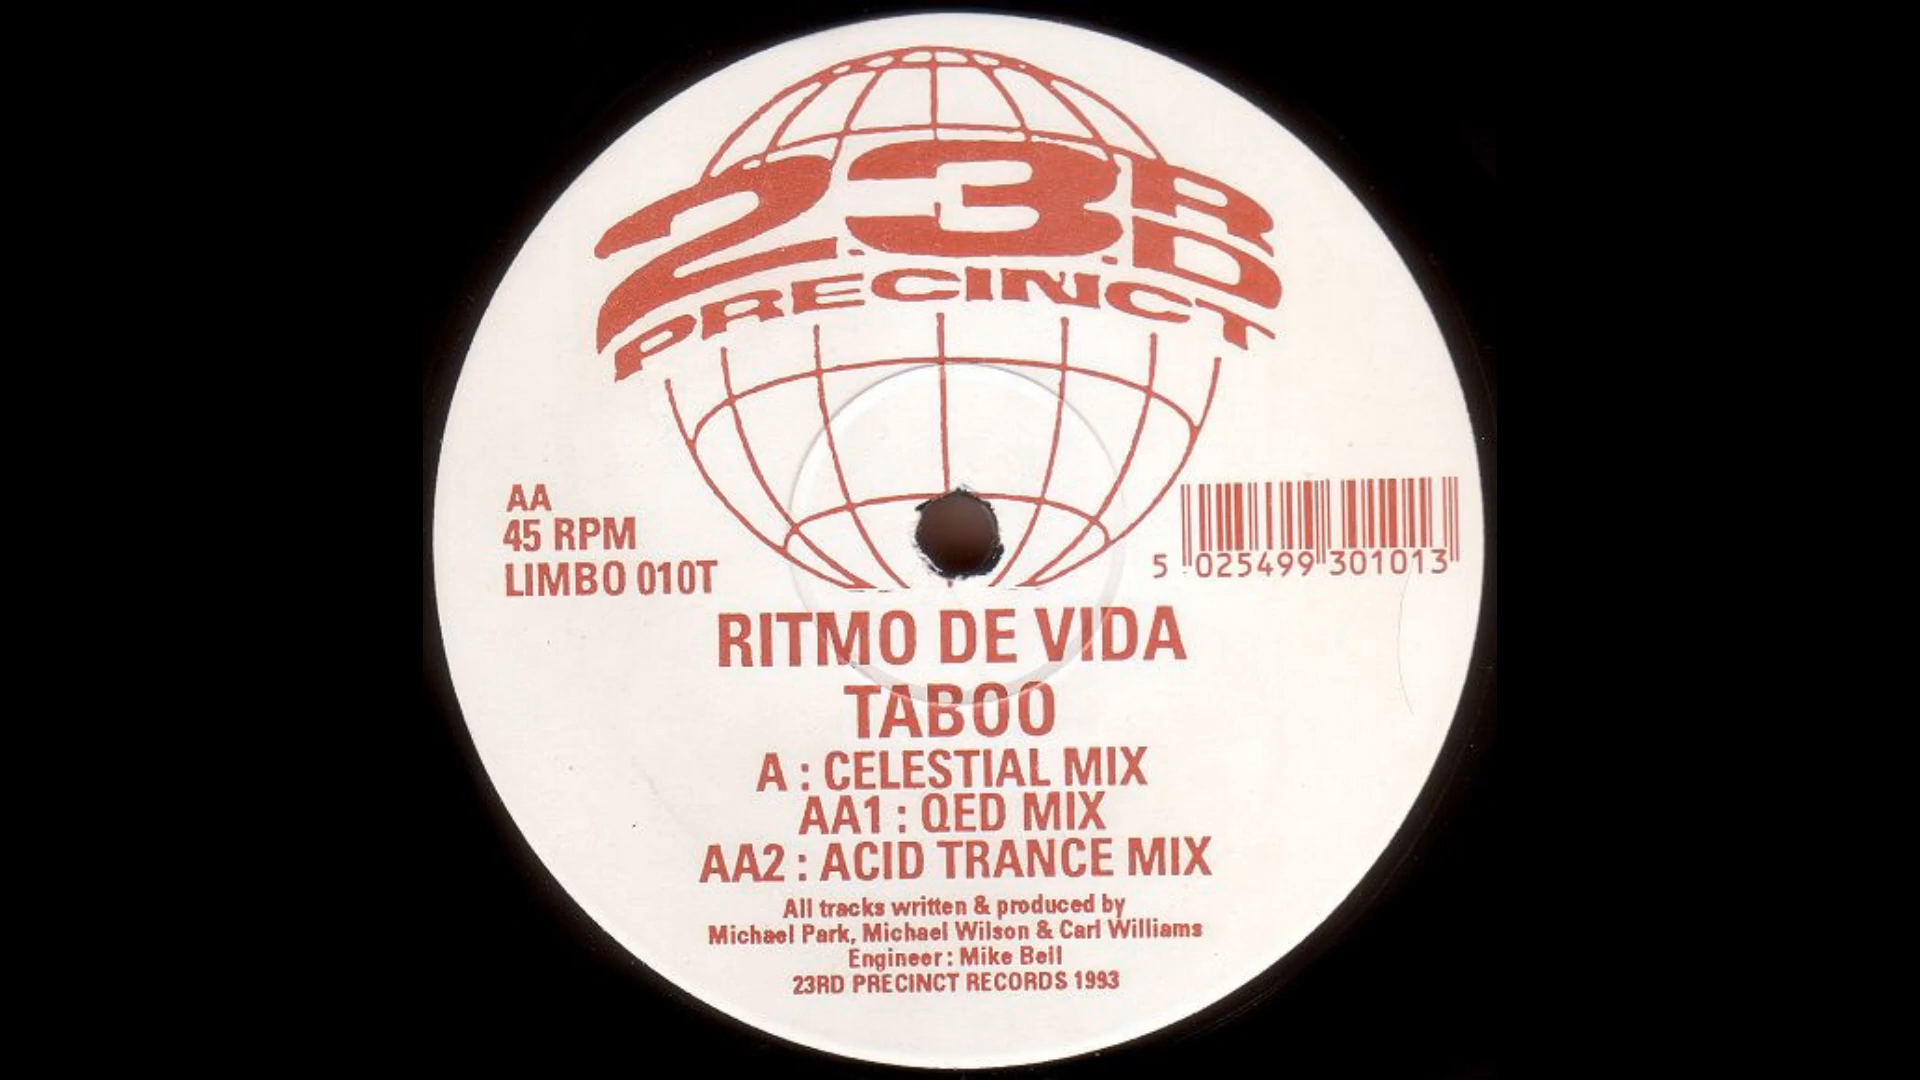 23RD
PRECINCT
AA
45 RPM
LIMBO 010T
5 025499 301013
RITMO DE VIDA
TABOO
A : CELESTIAL MIX
AA1 : QED MIX
AA2 : ACID TRANCE MIX
All tracks written & produced by
Michael Park, Michael Wilson & Carl Williams
Engineer : Mike Bell
23RD PRECINCT RECORDS 1993